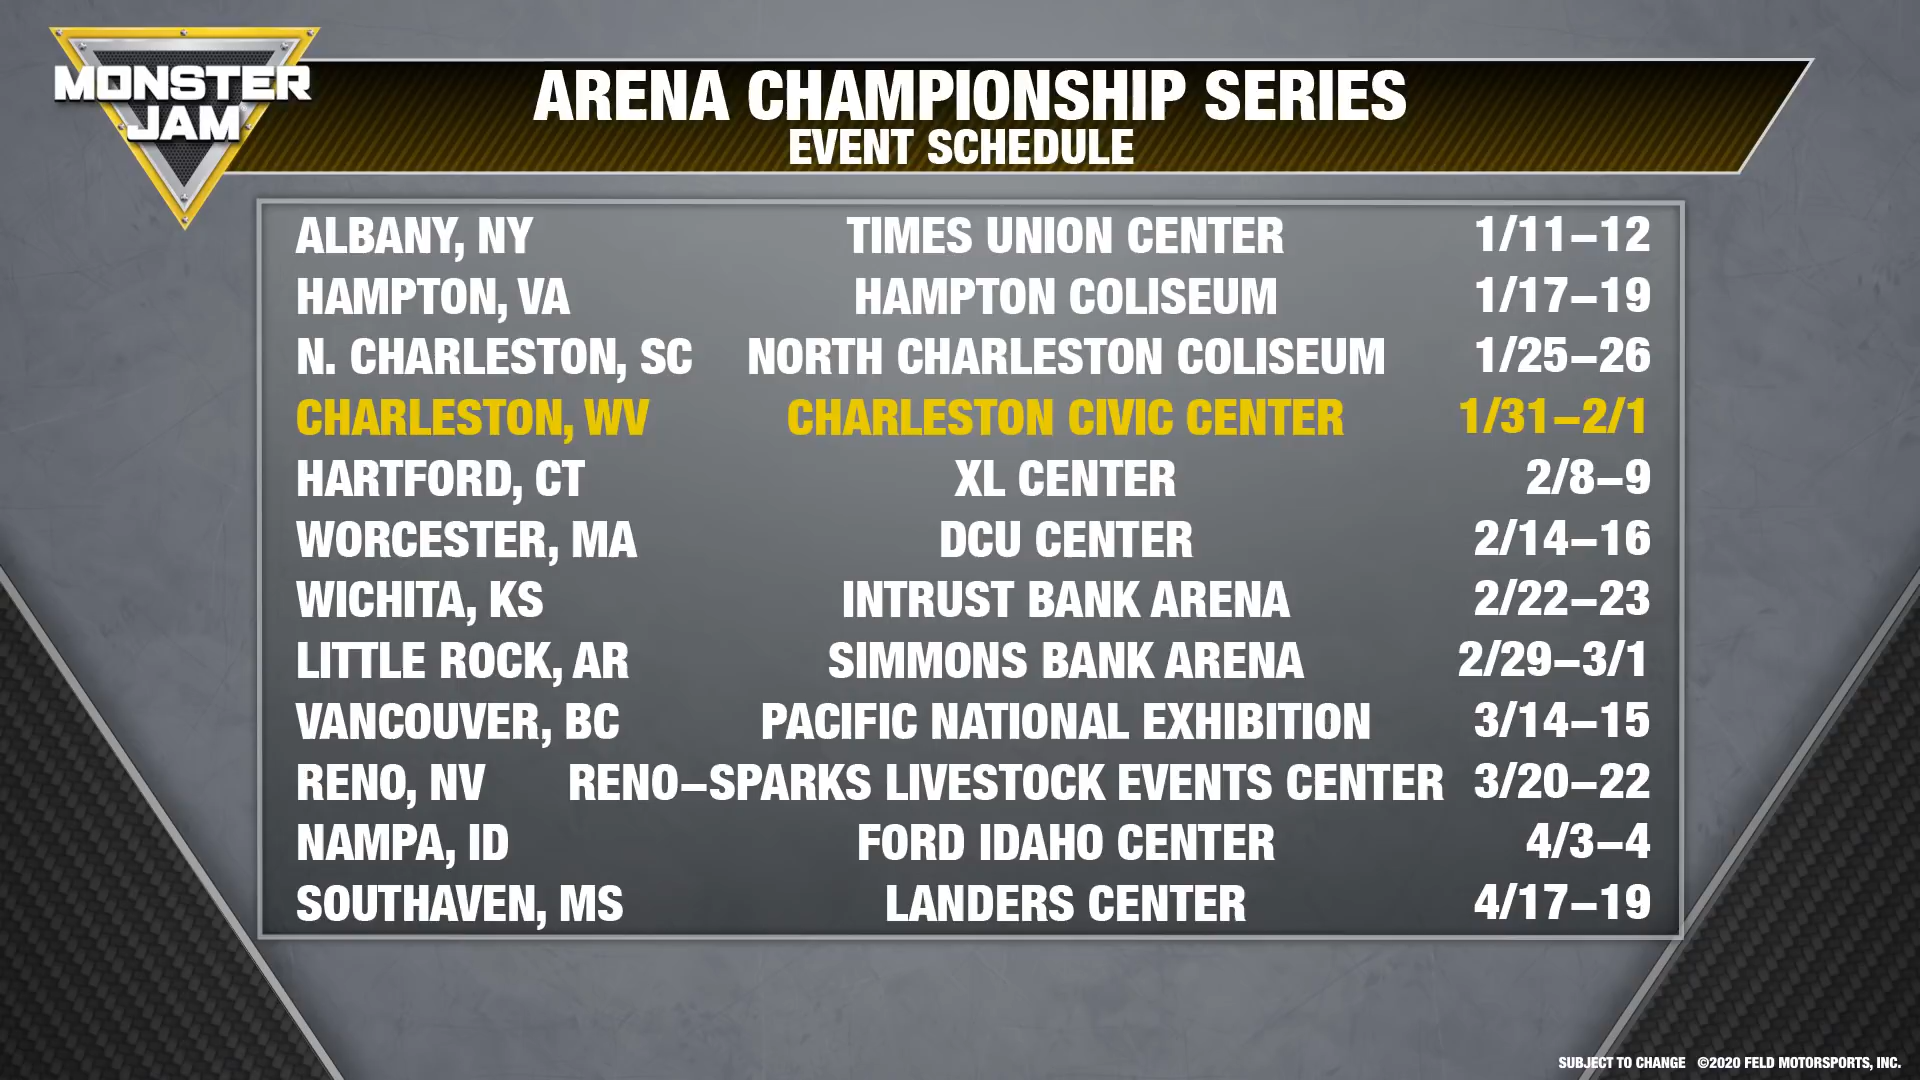 MONSTER
JAM
ARENA CHAMPIONSHIP SERIES
EVENT SCHEDULE
ALBANY, NY TIMES UNION CENTER 1/11–12
HAMPTON, VA HAMPTON COLISEUM 1/17–19
N. CHARLESTON, SC NORTH CHARLESTON COLISEUM 1/25–26
CHARLESTON, WV CHARLESTON CIVIC CENTER 1/31–2/1
HARTFORD, CT XL CENTER 2/8–9
WORCESTER, MA DCU CENTER 2/14–16
WICHITA, KS INTRUST BANK ARENA 2/22–23
LITTLE ROCK, AR SIMMONS BANK ARENA 2/29–3/1
VANCOUVER, BC PACIFIC NATIONAL EXHIBITION 3/14–15
RENO, NV RENO–SPARKS LIVESTOCK EVENTS CENTER 3/20–22
NAMPA, ID FORD IDAHO CENTER 4/3–4
SOUTHAVEN, MS LANDERS CENTER 4/17–19
SUBJECT TO CHANGE ©2020 FELD MOTORSPORTS, INC.